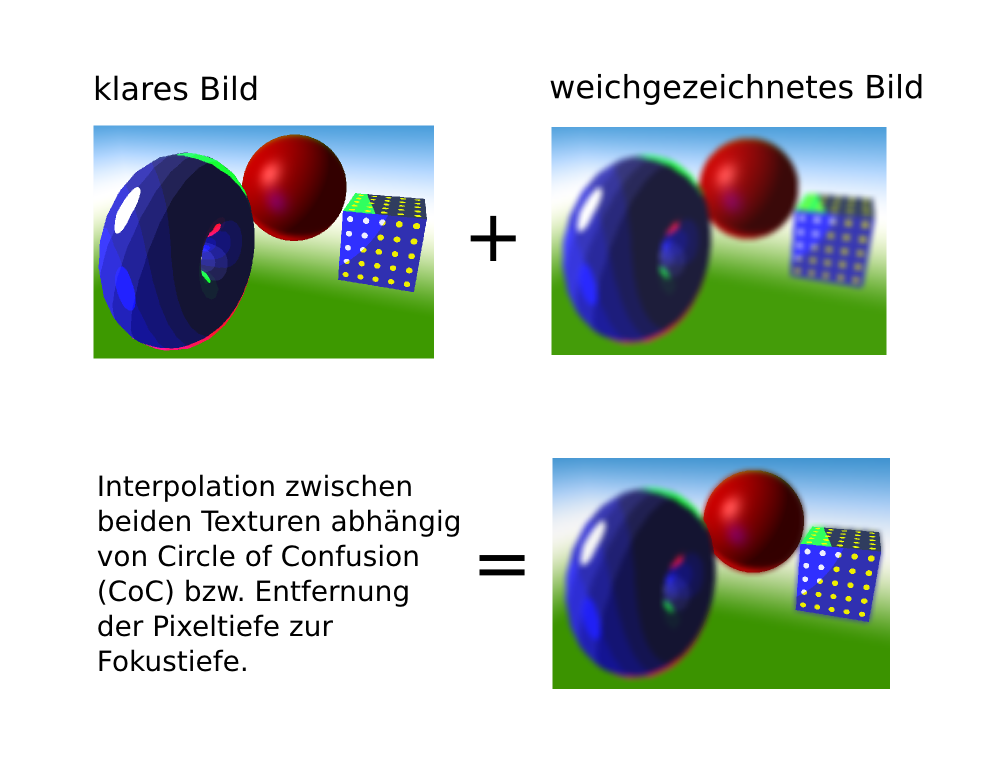 klares Bild
weichgezeichnetes Bild
+
Interpolation zwischen
beiden Texturen abhängig
von Circle of Confusion
(CoC) bzw. Entfernung
der Pixeltiefe zur
Fokustiefe.
=